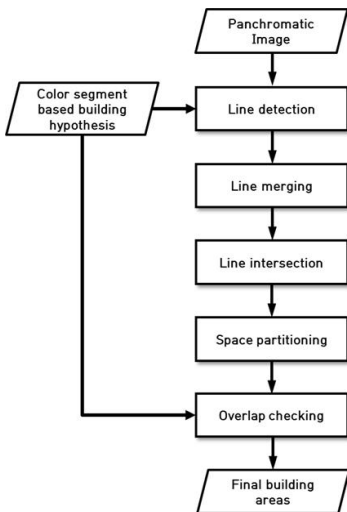 Panchromatic
Image
Color segment
based building
hypothesis
Line detection
Line merging
Line intersection
Space partitioning
Overlap checking
Final building
areas